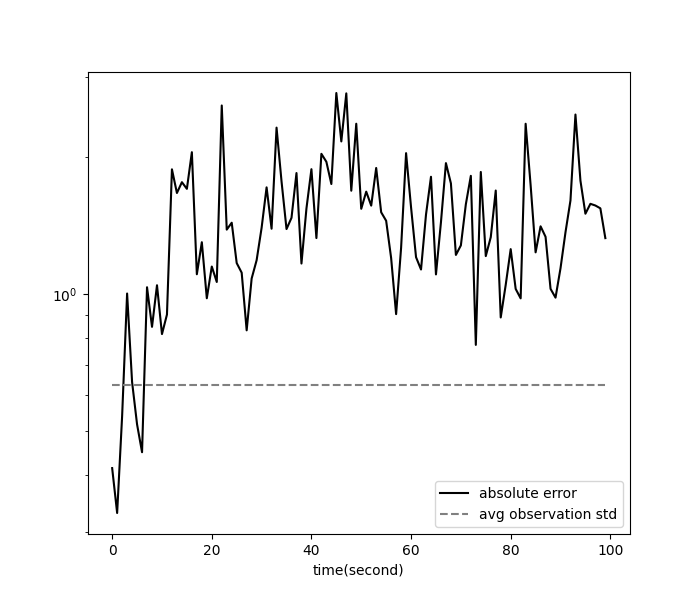 10⁰
absolute error
avg observation std
0 20 40 60 80 100
time(second)